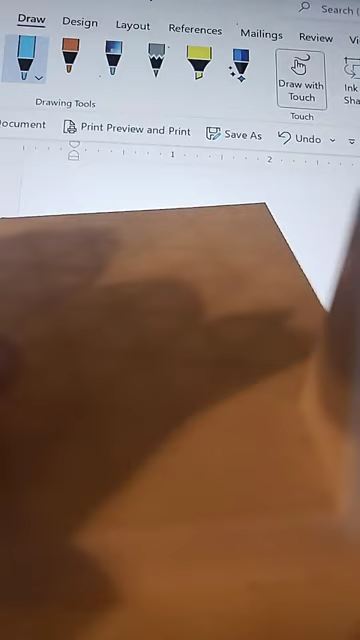 Search
Draw Design Layout References Mailings Review
Draw with
Touch
Ink
Drawing Tools
Touch
Print Preview and Print Save As Undo
1 2